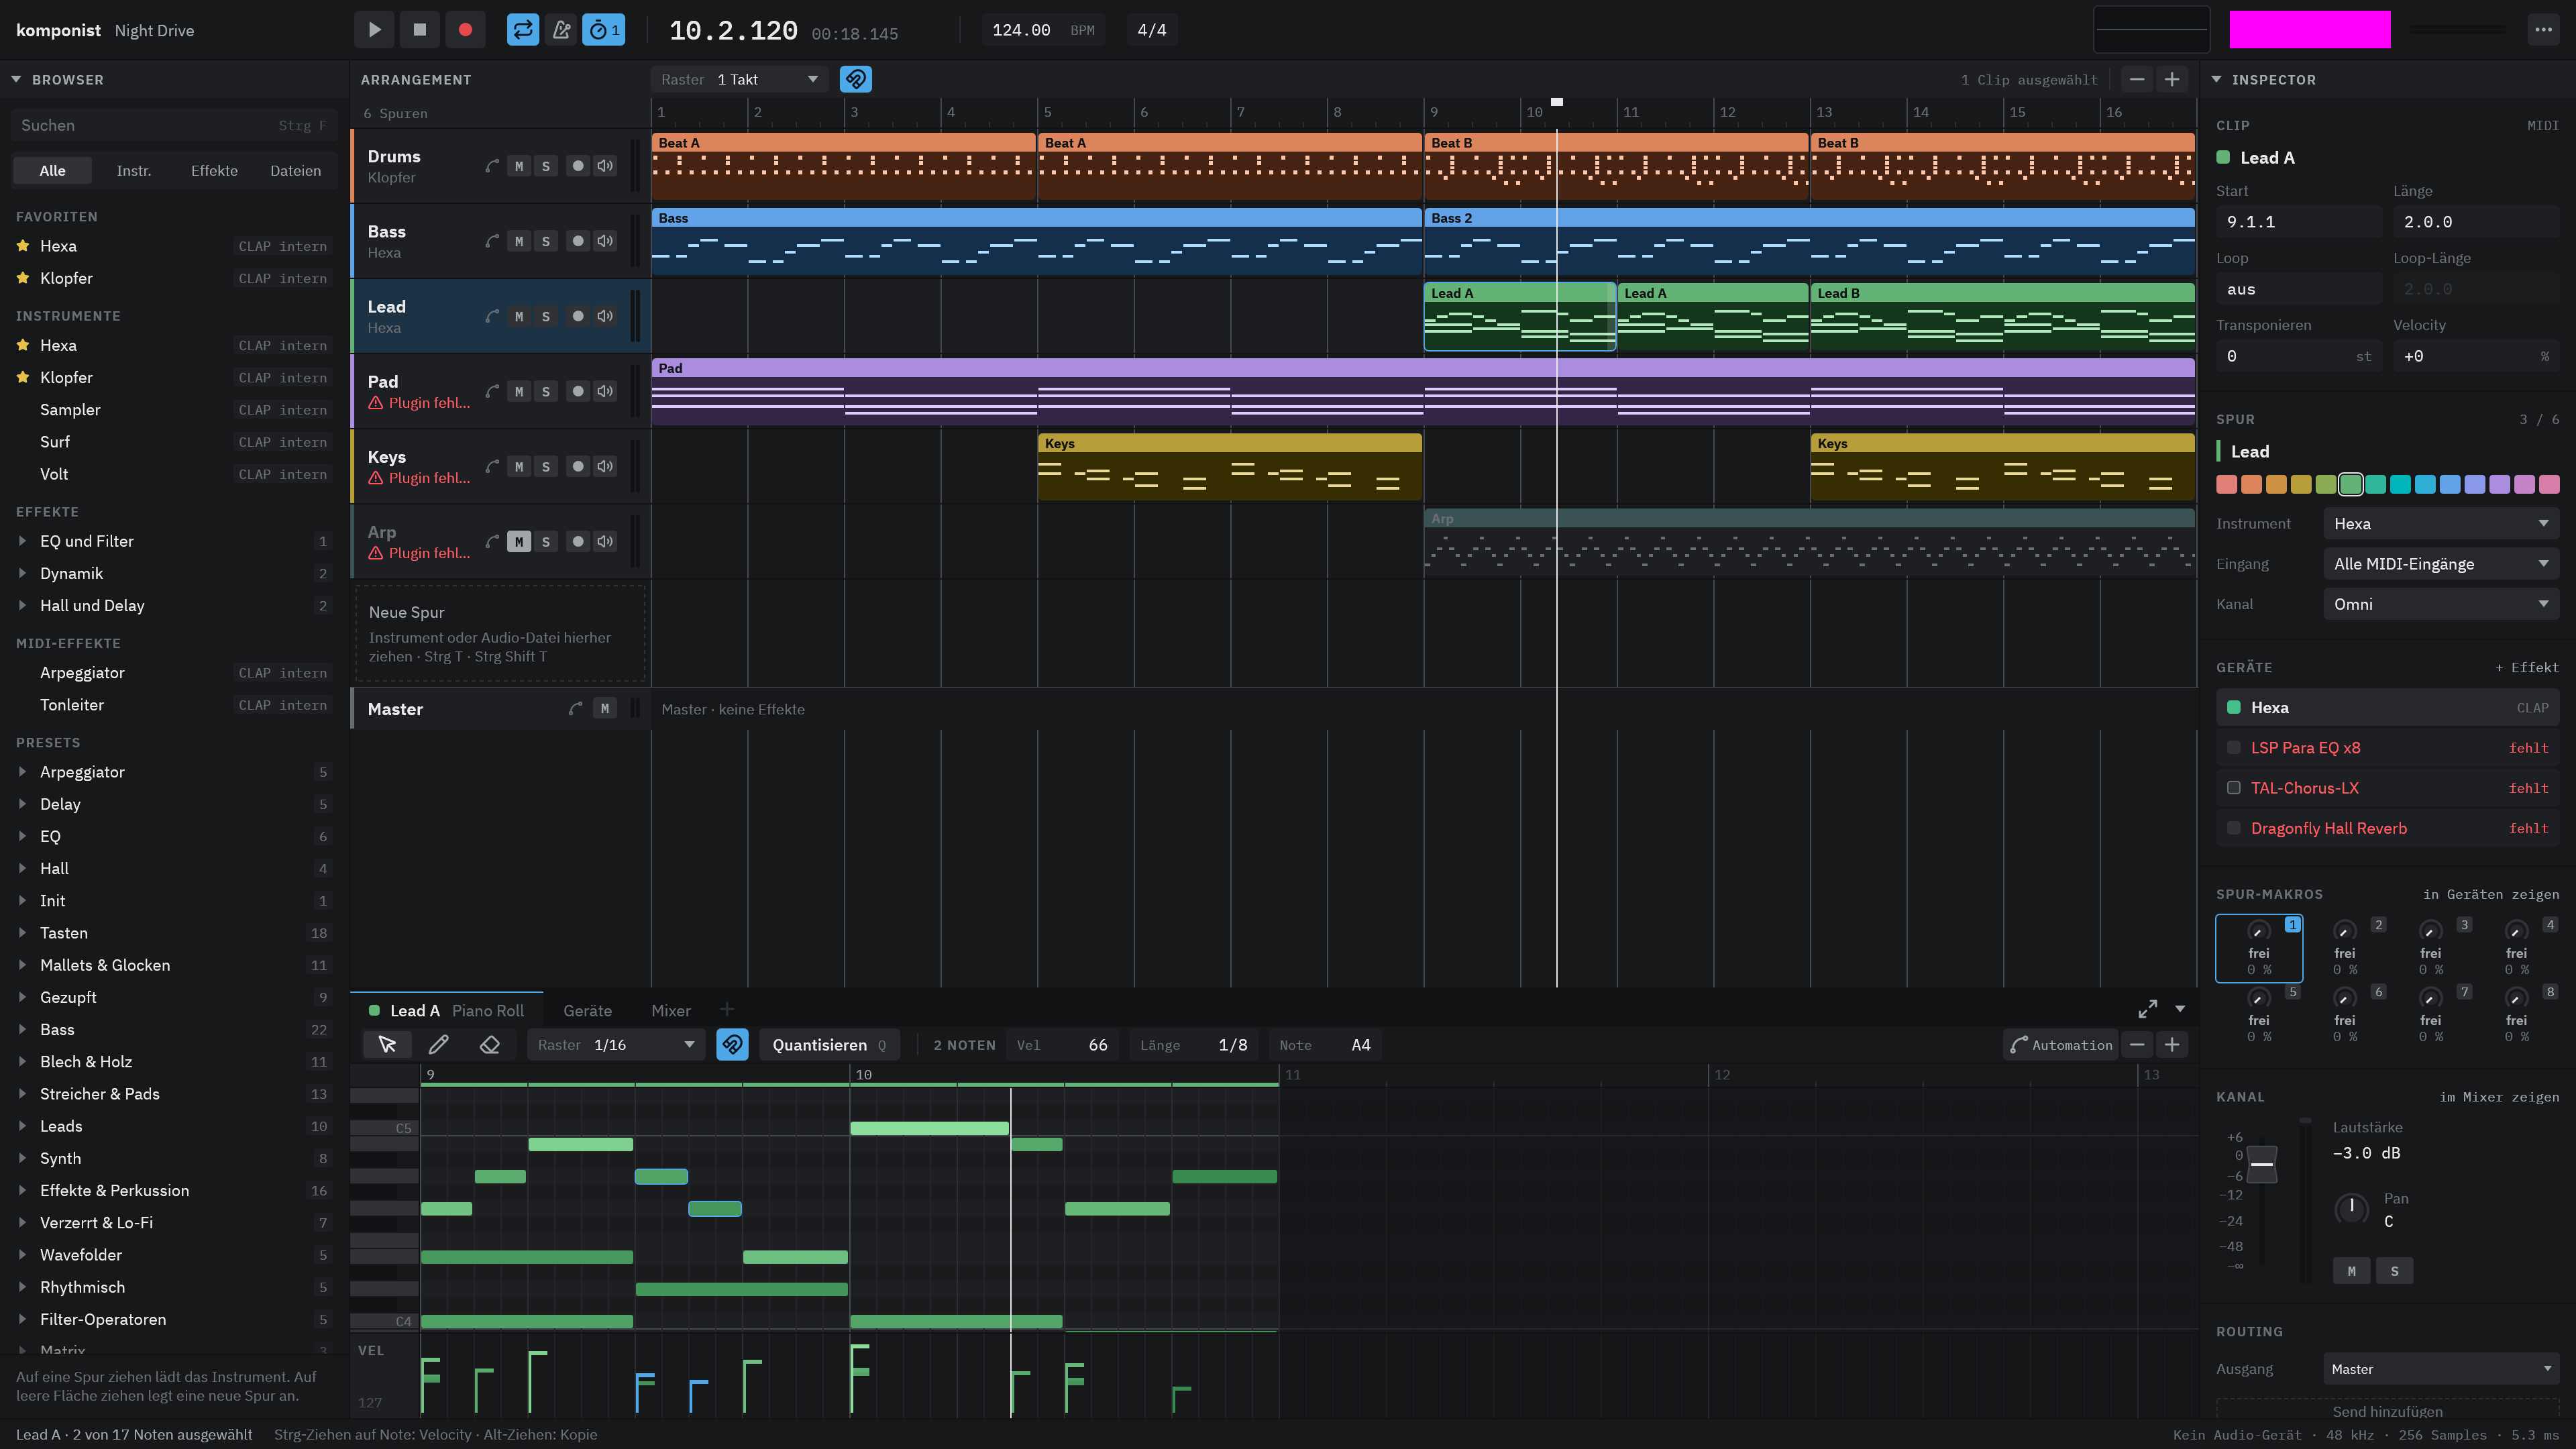 komponist Night Drive
1
10.2.120 00:18.145
124.00 BPM
4/4
BROWSER
Suchen Strg F
Alle Instr. Effekte Dateien
FAVORITEN
Hexa CLAP intern
Klopfer CLAP intern
INSTRUMENTE
Hexa CLAP intern
Klopfer CLAP intern
Sampler CLAP intern
Surf CLAP intern
Volt CLAP intern
EFFEKTE
EQ und Filter 1
Dynamik 2
Hall und Delay 2
MIDI-EFFEKTE
Arpeggiator CLAP intern
Tonleiter CLAP intern
PRESETS
Arpeggiator 5
Delay 5
EQ 6
Hall 4
Init 1
Tasten 18
Mallets & Glocken 11
Gezupft 9
Bass 22
Blech & Holz 11
Streicher & Pads 13
Leads 10
Synth 8
Effekte & Perkussion 16
Verzerrt & Lo-Fi 7
Wavefolder 5
Rhythmisch 5
Filter-Operatoren 5
Matrix 3
Auf eine Spur ziehen lädt das Instrument. Auf
leere Fläche ziehen legt eine neue Spur an.
ARRANGEMENT
Raster 1 Takt
1 Clip ausgewählt
6 Spuren
1 2 3 4 5 6 7 8 9 10 11 12 13 14 15 16
Drums
Klopfer
M S
Beat A Beat A Beat B Beat B
Bass
Hexa
M S
Bass Bass 2
Lead
Hexa
M S
Lead A Lead A Lead B
Pad
Plugin fehl...
M S
Pad
Keys
Plugin fehl...
M S
Keys Keys
Arp
Plugin fehl...
M S
Arp
Neue Spur
Instrument oder Audio-Datei hierher
ziehen · Strg T · Strg Shift T
Master M
Master · keine Effekte
Lead A Piano Roll Geräte Mixer
Raster 1/16
Quantisieren Q
2 NOTEN Vel 66 Länge 1/8 Note A4
Automation
9 10 11 12 13
C5
C4
VEL
127
INSPECTOR
CLIP MIDI
Lead A
Start Länge
9.1.1 2.0.0
Loop Loop-Länge
aus 2.0.0
Transponieren Velocity
0 st +0 %
SPUR 3 / 6
Lead
Instrument Hexa
Eingang Alle MIDI-Eingänge
Kanal Omni
GERÄTE + Effekt
Hexa CLAP
LSP Para EQ x8 fehlt
TAL-Chorus-LX fehlt
Dragonfly Hall Reverb fehlt
SPUR-MAKROS in Geräten zeigen
1 2 3 4
frei frei frei frei
0 % 0 % 0 % 0 %
5 6 7 8
frei frei frei frei
0 % 0 % 0 % 0 %
KANAL im Mixer zeigen
+6
0
−6
−12
−24
−48
−∞
Lautstärke
−3.0 dB
Pan
C
M S
ROUTING
Ausgang Master
Send hinzufügen
Lead A · 2 von 17 Noten ausgewählt Strg-Ziehen auf Note: Velocity · Alt-Ziehen: Kopie
Kein Audio-Gerät · 48 kHz · 256 Samples · 5.3 ms